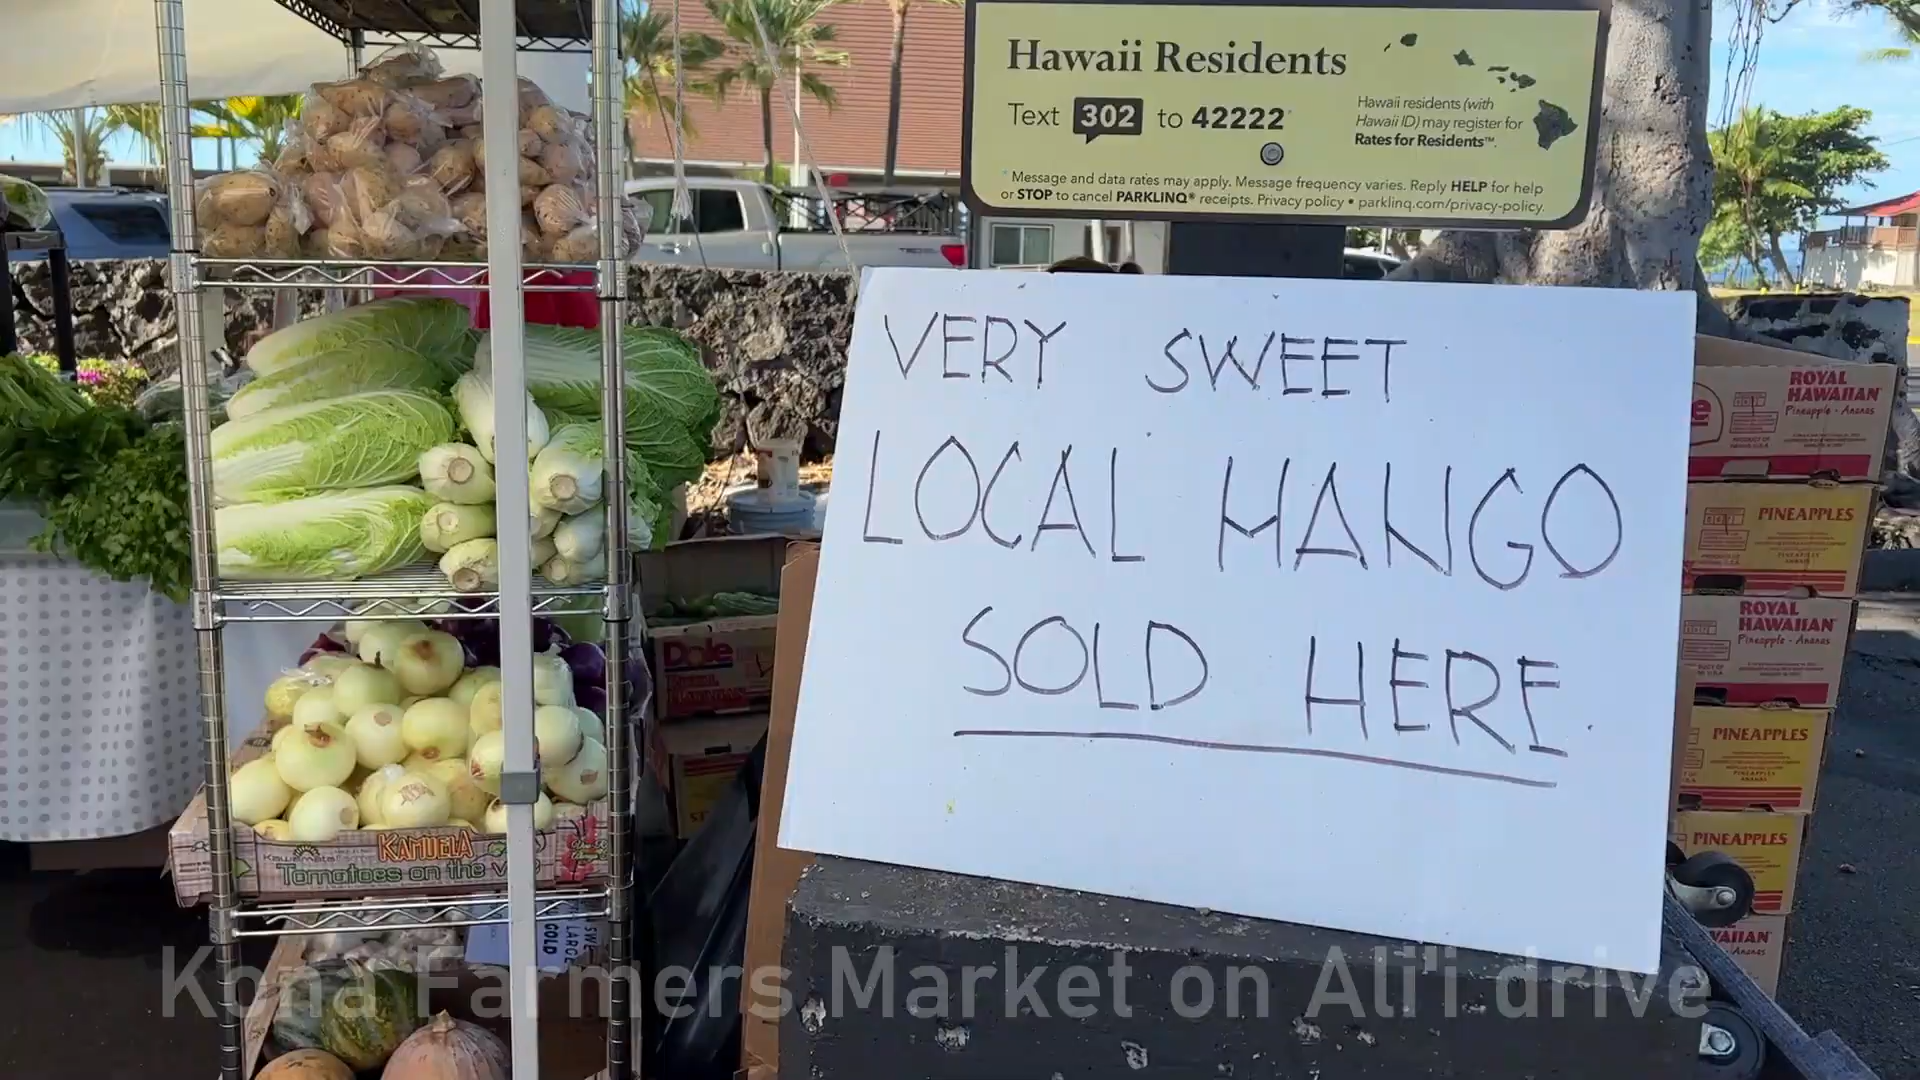 Hawaii Residents
Text 302 to 42222*
Hawaii residents (with
Hawaii ID) may register for
Rates for Residents™.
* Message and data rates may apply. Message frequency varies. Reply HELP for help
or STOP to cancel PARKLINQ® receipts. Privacy policy • parklinq.com/privacy-policy.
VERY SWEET
LOCAL MANGO
SOLD HERE.
ROYAL
HAWAIIAN
Pineapple - Ananas
PINEAPPLES
ROYAL
HAWAIIAN
Pineapple - Ananas
PINEAPPLES
PINEAPPLES
Dole
KAMUELA
Tomatoes on the
LARGE
GOLD
Kona Farmers Market on Ali'i drive